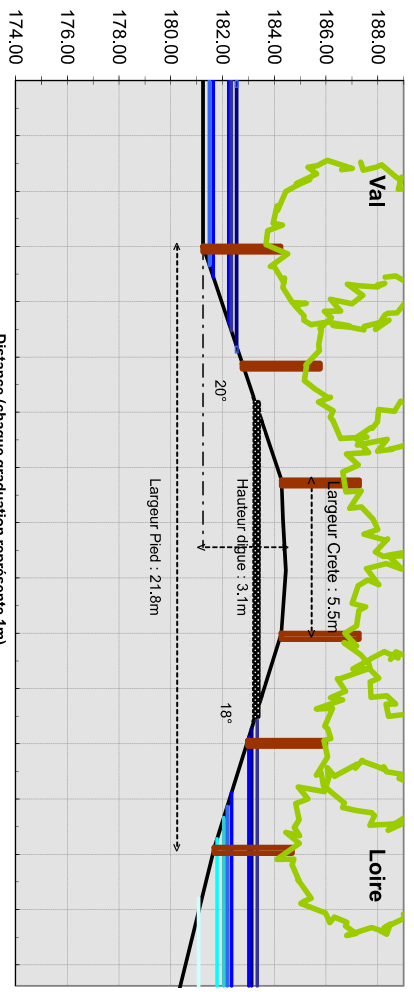 188.00
186.00
184.00
182.00
180.00
178.00
176.00
174.00
Val
Loire
Largeur Crete : 5.5m
Hauteur digue : 3.1m
20°
18°
Largeur Pied : 21.8m
Distance (chaque graduation représente 1m)